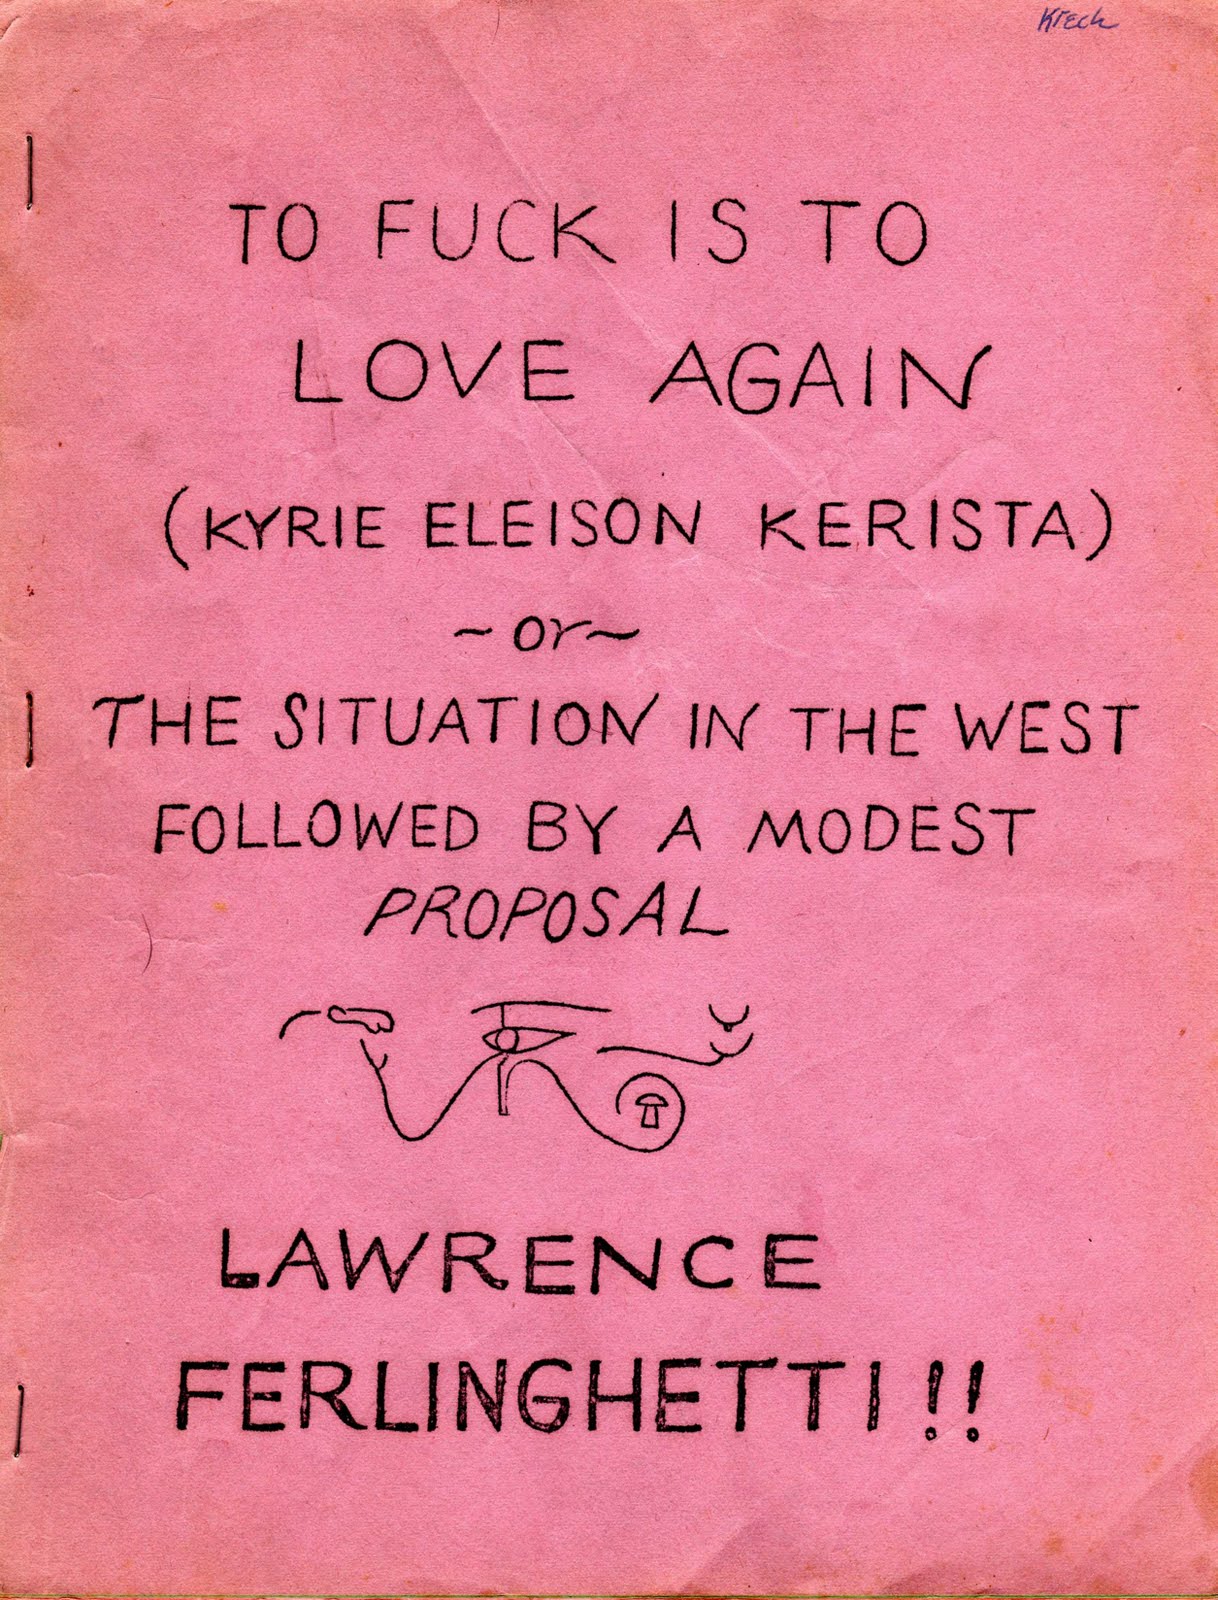 Krech
TO FUCK IS TO
LOVE AGAIN
(KYRIE ELEISON KERISTA)
~or~
THE SITUATION IN THE WEST
FOLLOWED BY A MODEST
PROPOSAL
LAWRENCE
FERLINGHETTI!!